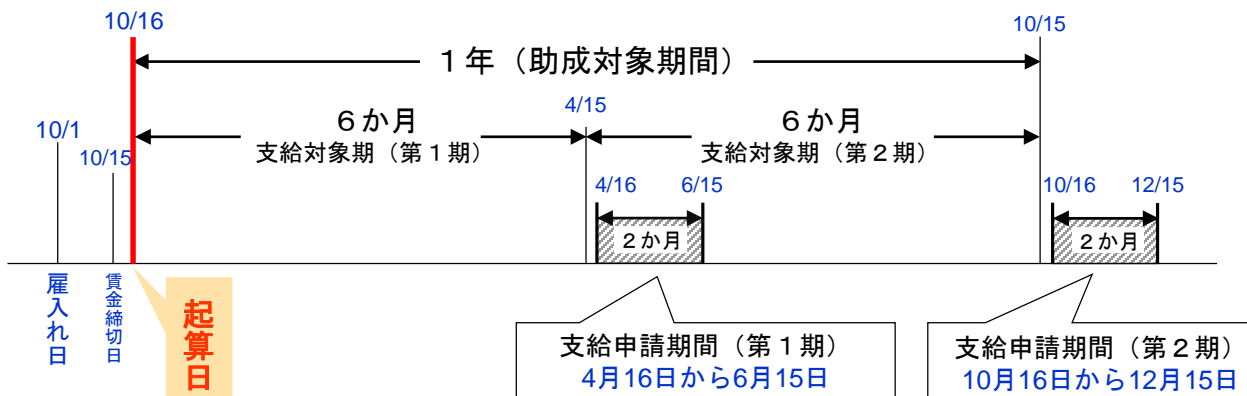 10/16
10/15
1年（助成対象期間）
4/15
10/1
6か月
6か月
10/15
支給対象期（第1期）
支給対象期（第2期）
4/16
6/15
10/16
12/15
2か月
2か月
雇入れ日
賃金締切日
起算日
支給申請期間（第1期）
4月16日から6月15日
支給申請期間（第2期）
10月16日から12月15日